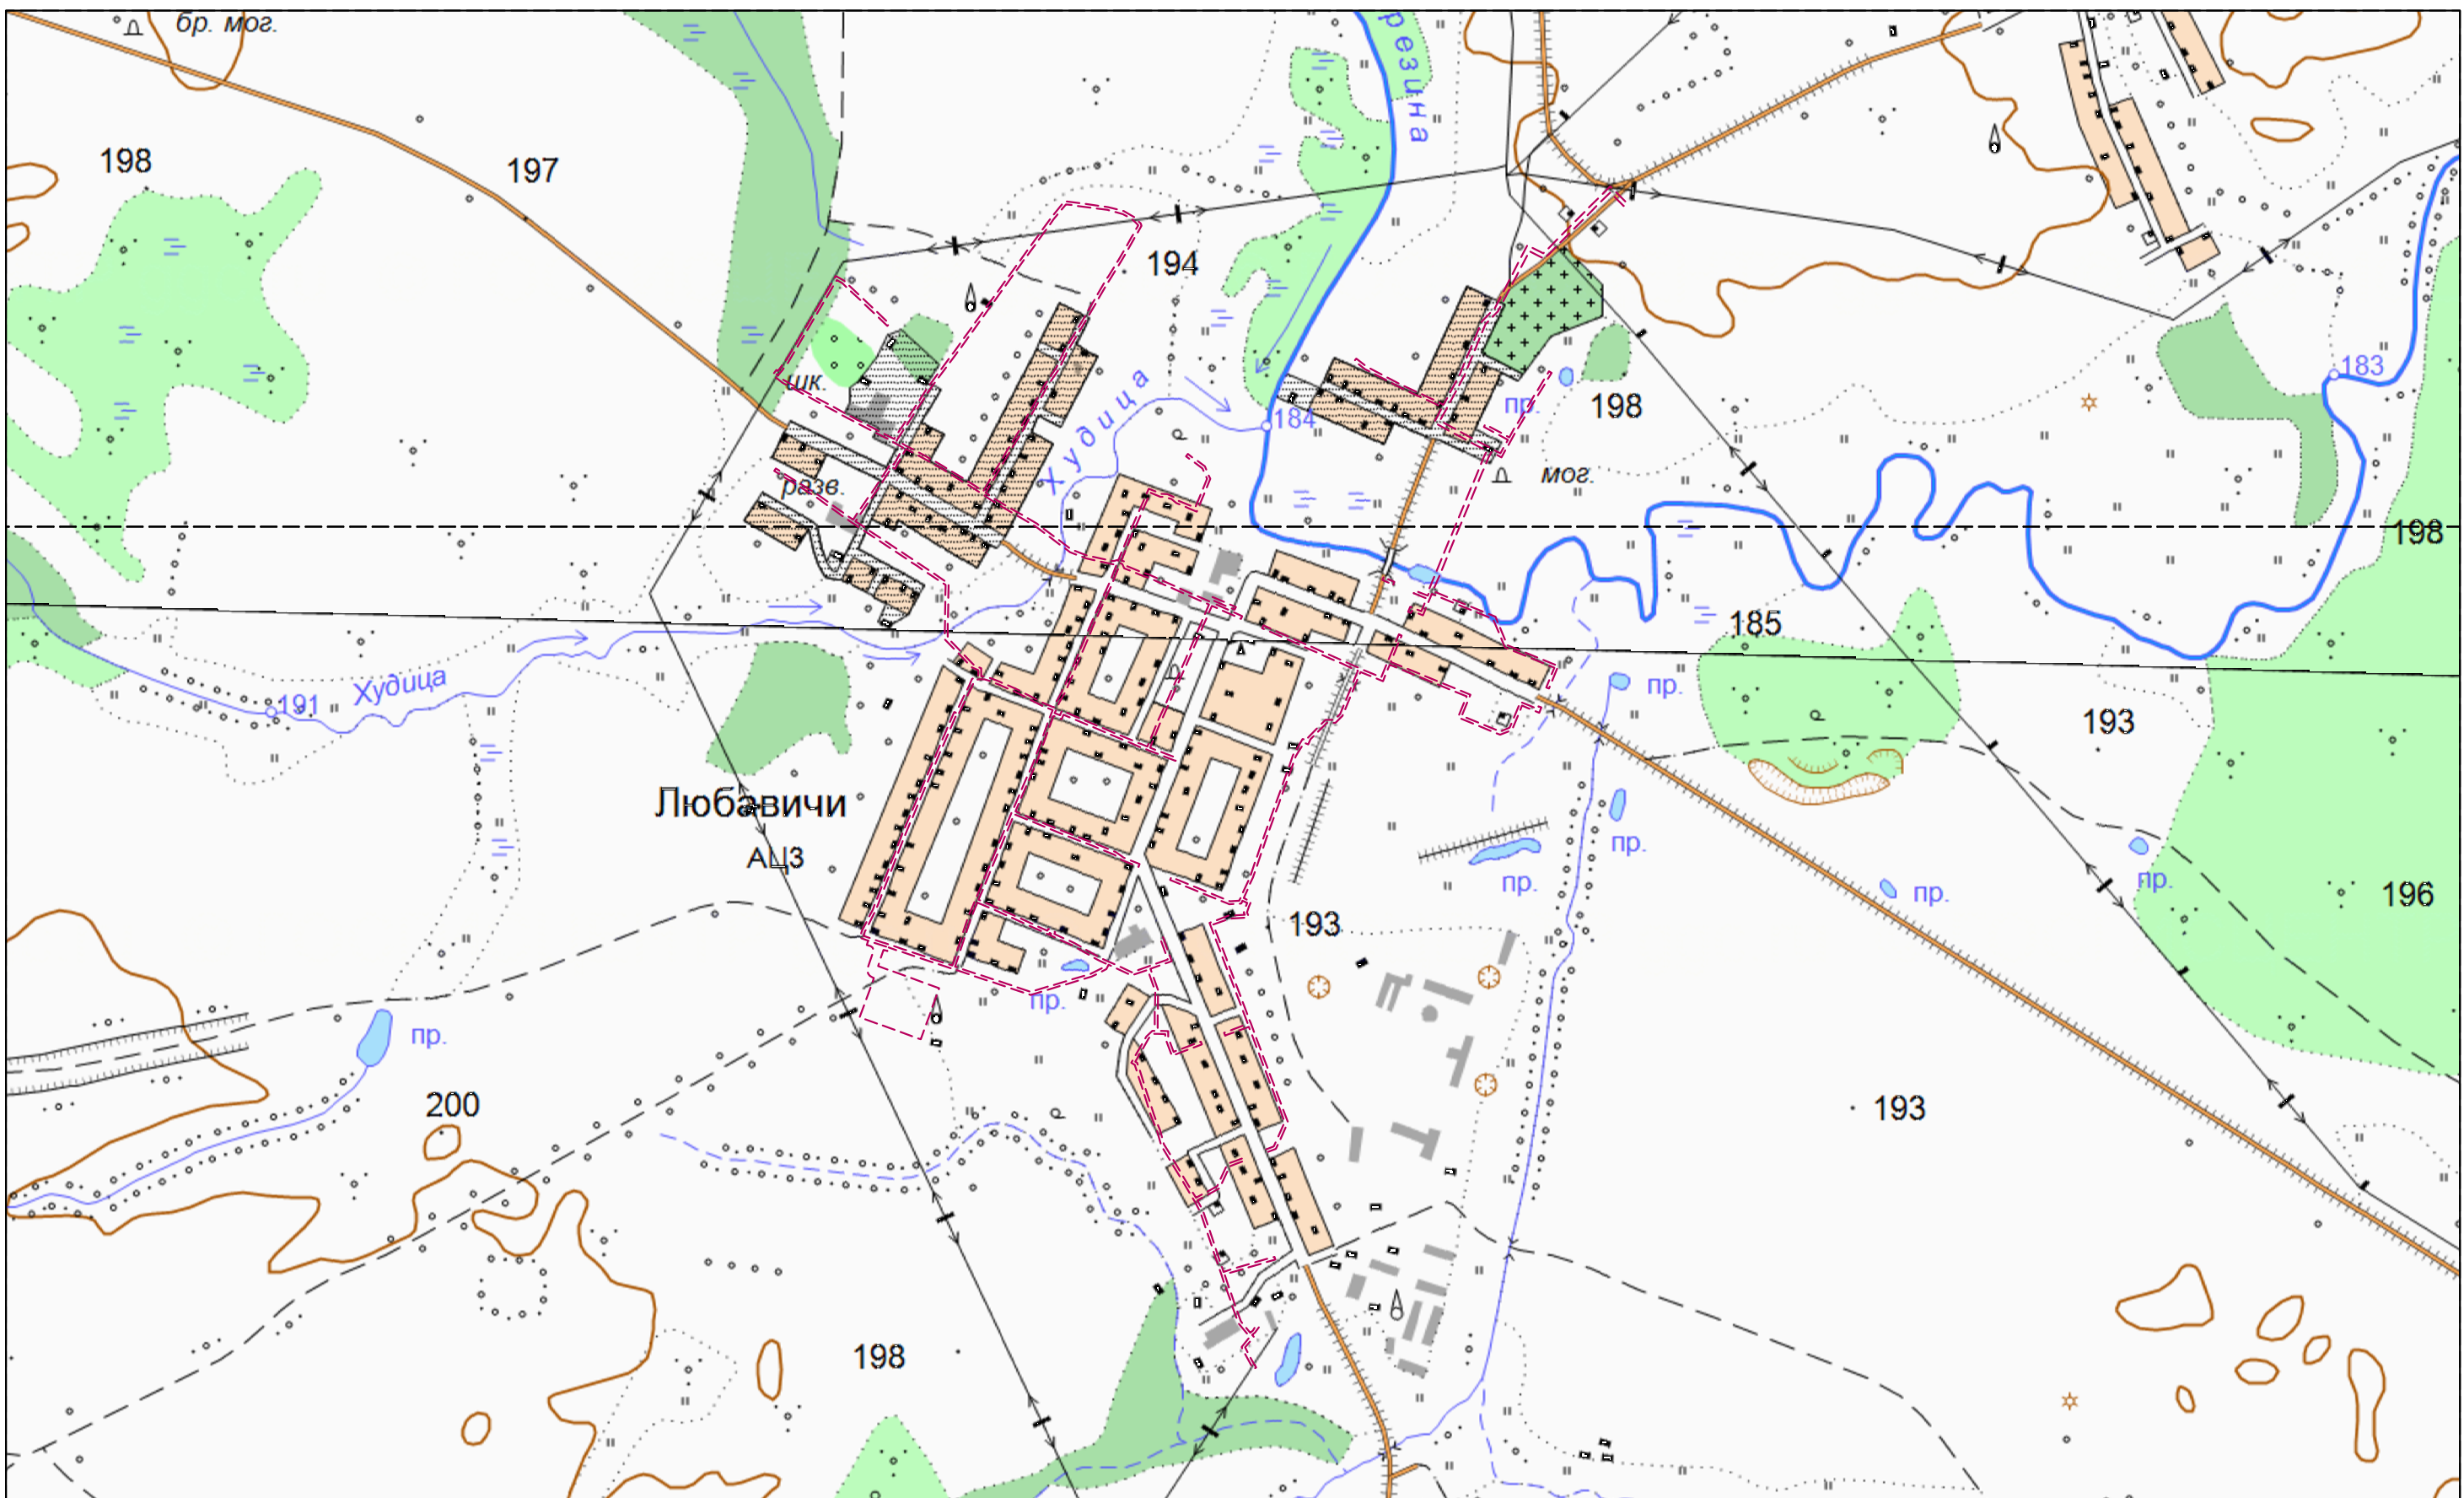 бр. мог.
резина
198
197
194
шк.
Худица
184
пр.
198
183
мог.
разв.
198
185
191
Худица
пр.
193
Любавичи
АЦЗ
пр.
пр.
пр.
пр.
196
193
пр.
пр.
200
193
198